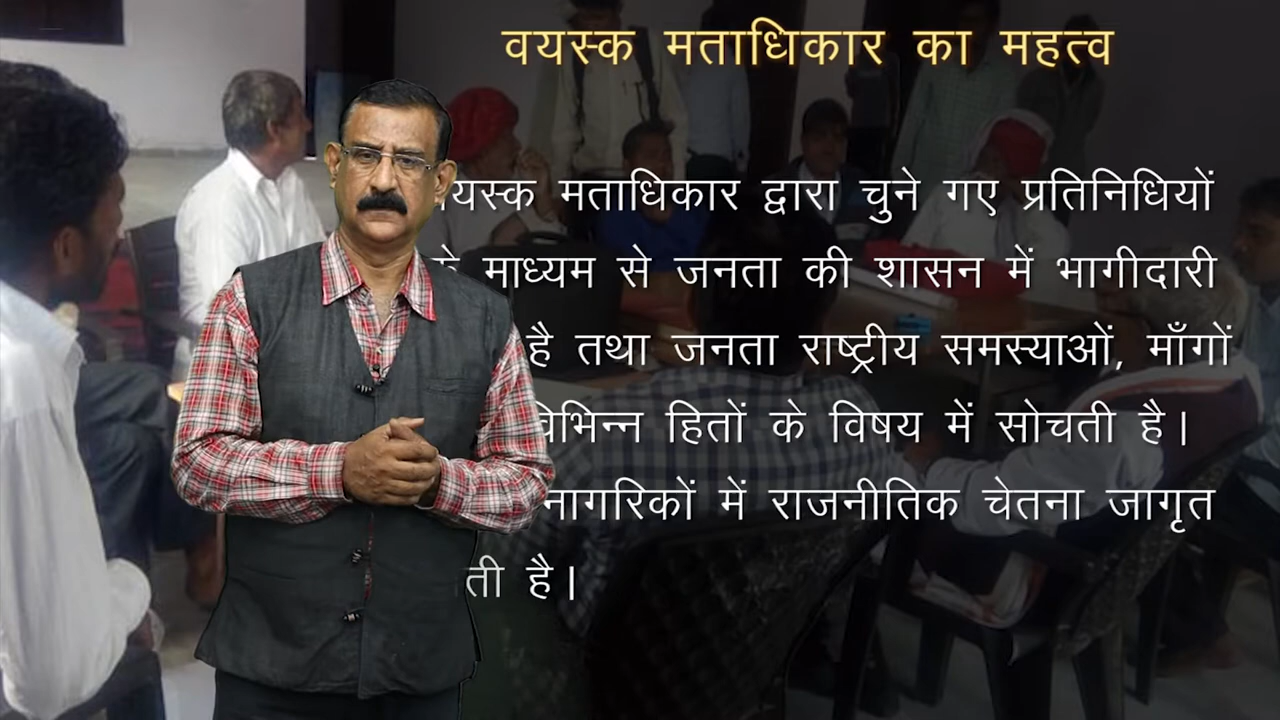 वयस्क मताधिकार का महत्व
मताधिकार द्वारा चुने गए प्रतिनिधियों
माध्यम से जनता की शासन में भागीदारी
है तथा जनता राष्ट्रीय समस्याओं, माँगों
विभिन्न हितों के विषय में सोचती है।
नागरिकों में राजनीतिक चेतना जागृत
है।